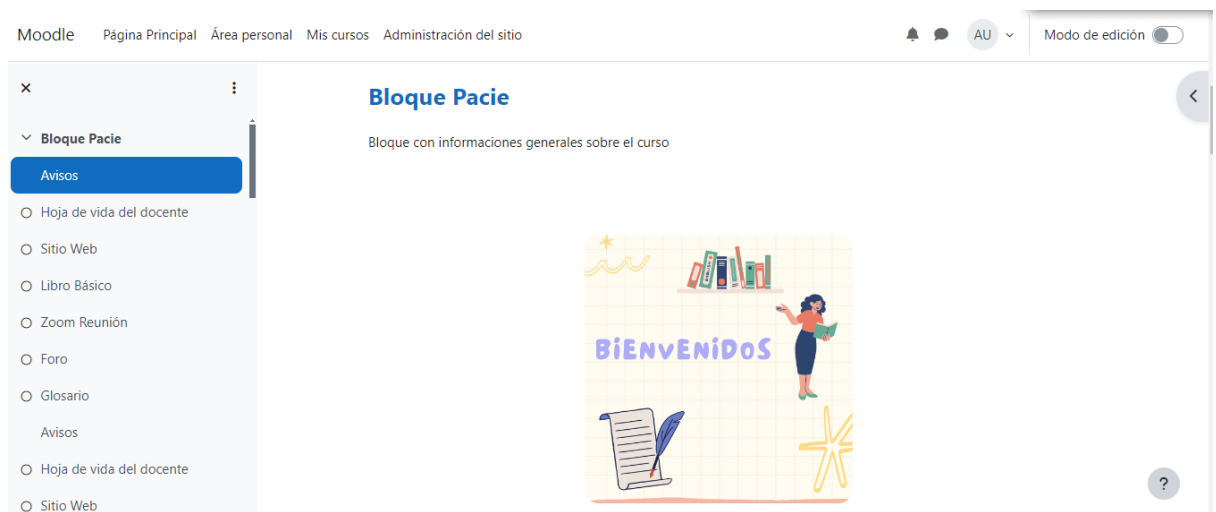 Moodle Página Principal Área personal Mis cursos Administración del sitio AU Modo de edición
Bloque Pacie
Avisos
Hoja de vida del docente
Sitio Web
Libro Básico
Zoom Reunión
Foro
Glosario
Avisos
Hoja de vida del docente
Sitio Web
Bloque Pacie
Bloque con informaciones generales sobre el curso
BiENVENiDOS
?